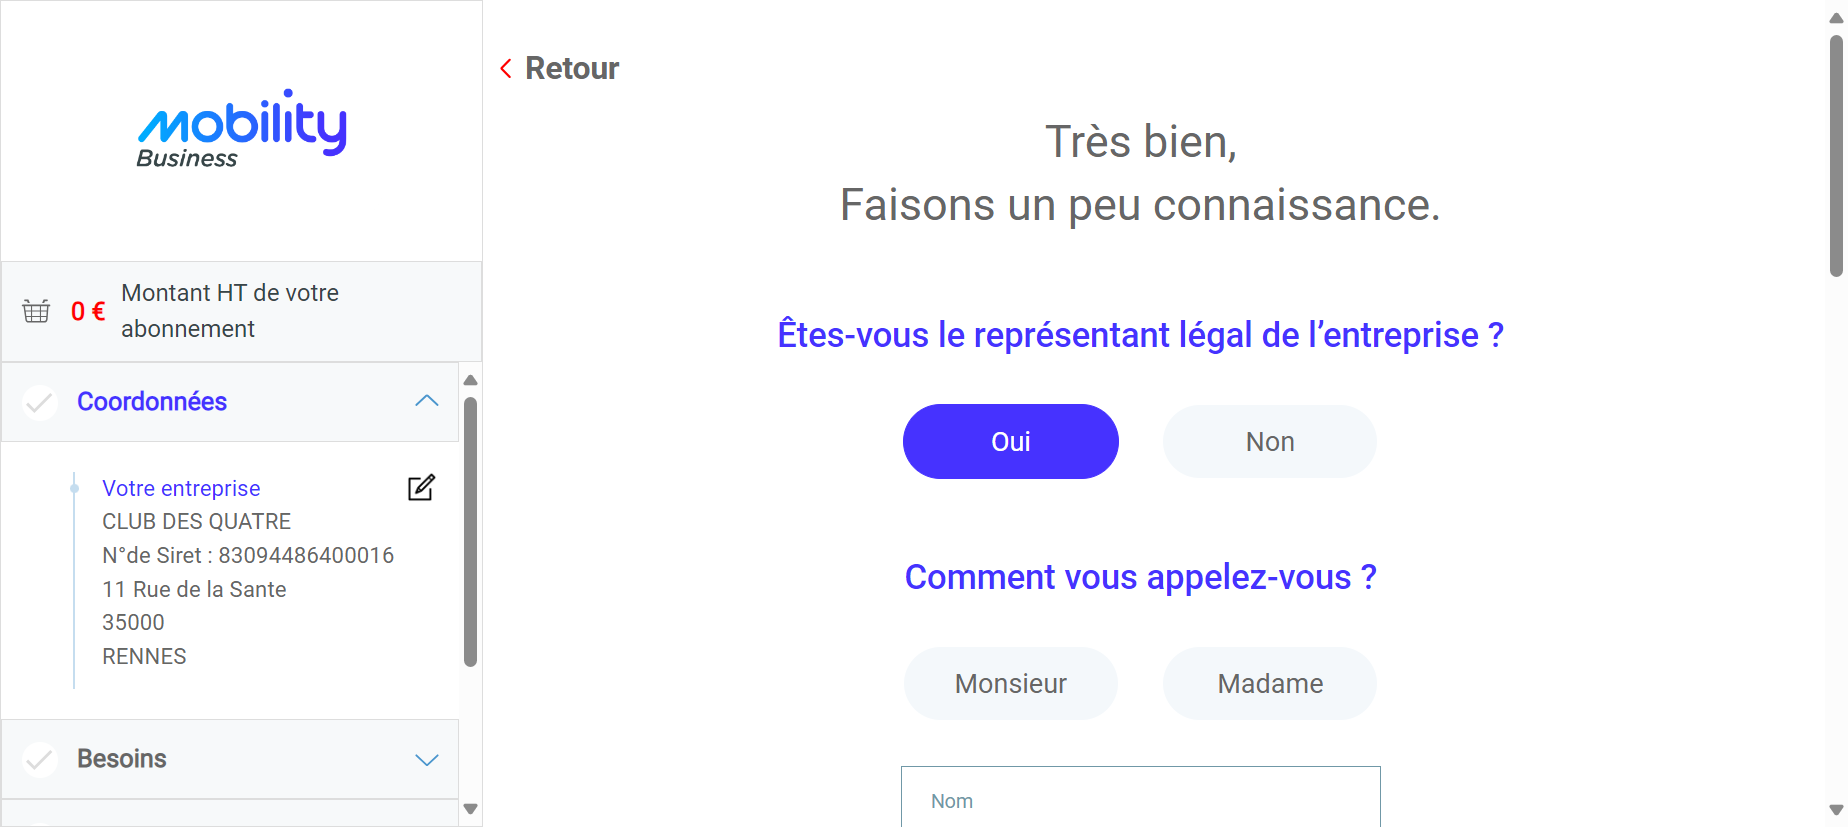 mobility
Business
0 €
Montant HT de votre
abonnement
Coordonnées
Votre entreprise
CLUB DES QUATRE
N°de Siret : 83094486400016
11 Rue de la Sante
35000
RENNES
Besoins
Retour
Très bien,
Faisons un peu connaissance.
Êtes-vous le représentant légal de l’entreprise ?
Oui
Non
Comment vous appelez-vous ?
Monsieur
Madame
Nom